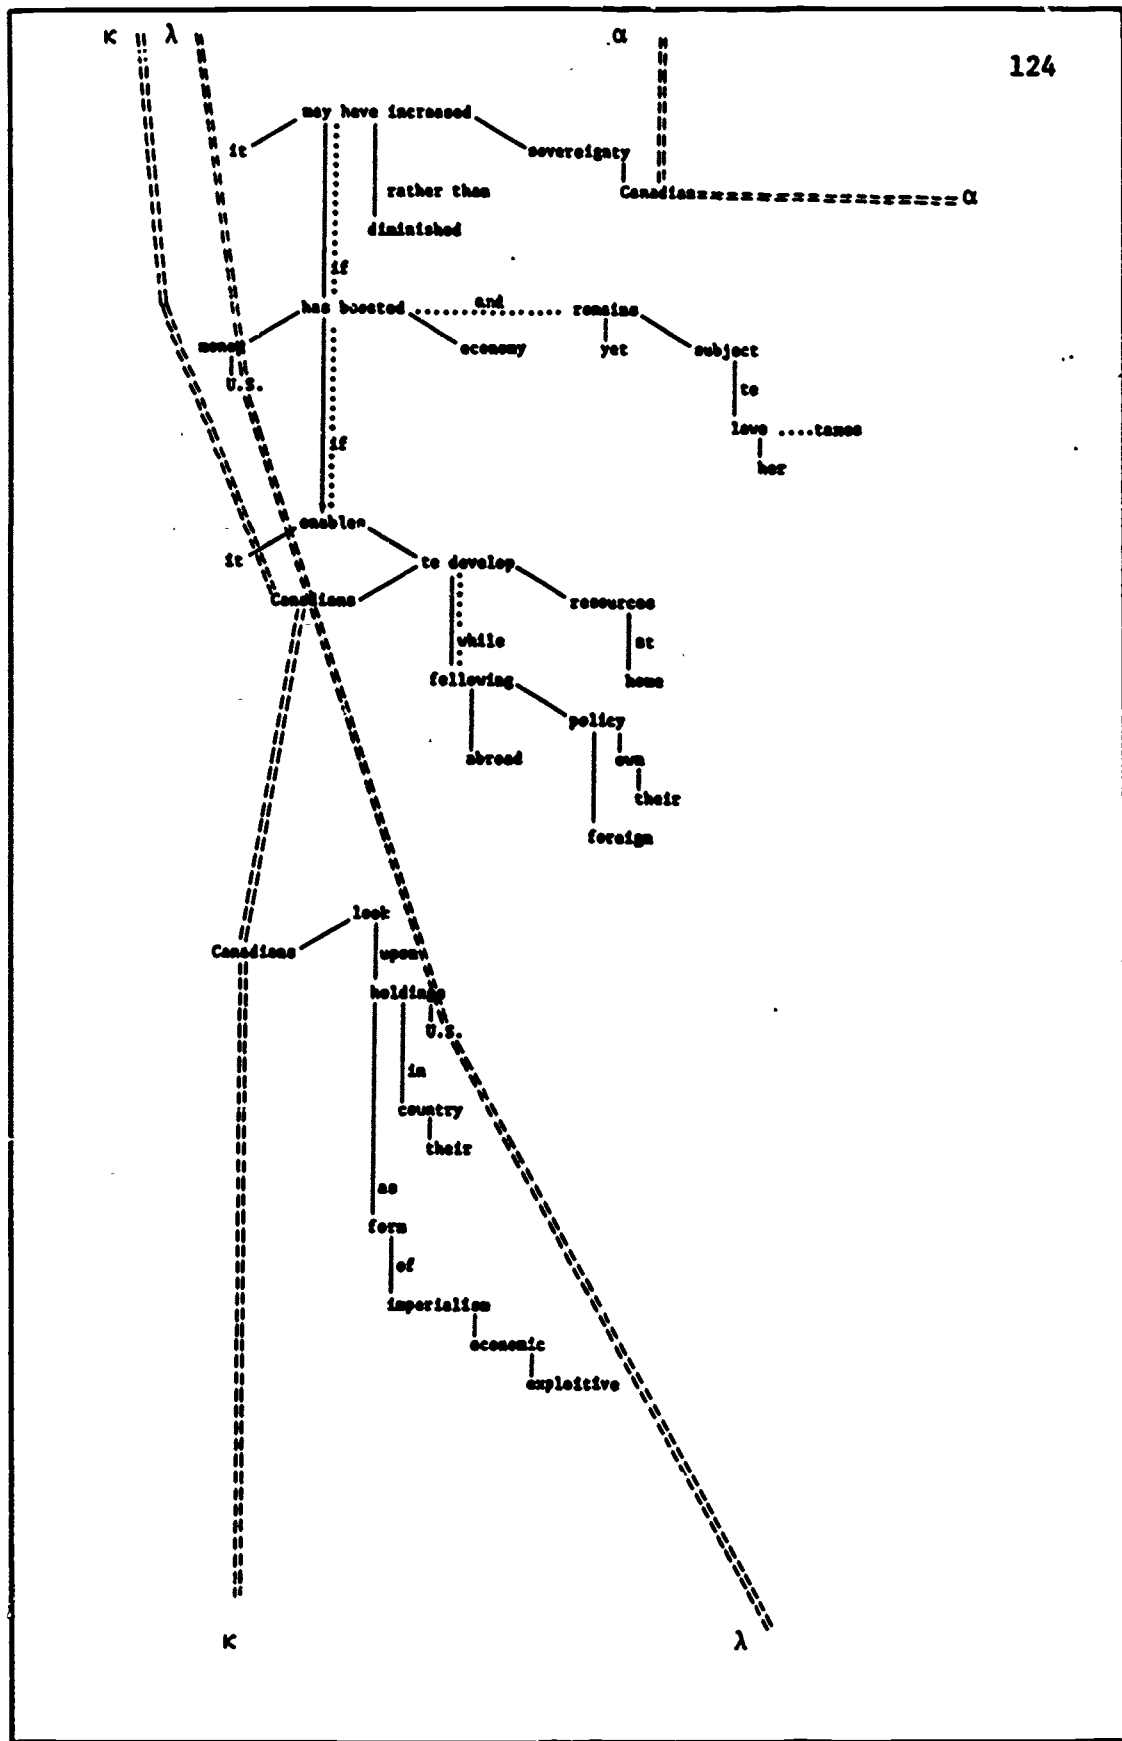 κ λ α
124
may have increased
it sovereignty
rather than Canadian α
diminished
if
has boosted and remains
money economy yet subject
U.S.
to
laws taxes
if
her
enables
it to develop
Canadians resources
while at
following home
policy
abroad own
their
foreign
look
Canadians upon
holdings
U.S.
in
country
their
as
form
of
imperialism
economic
exploitive
κ λ